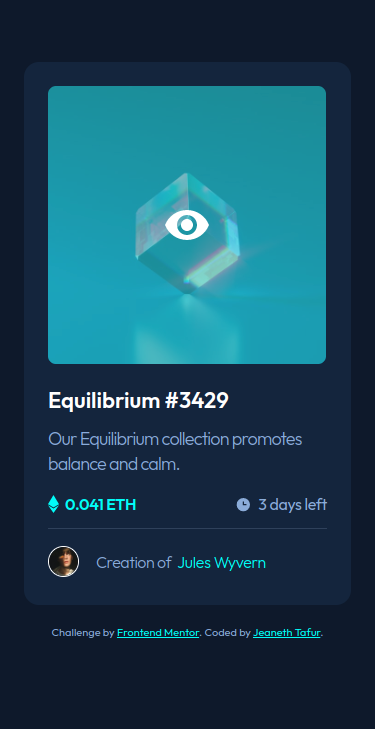 Equilibrium #3429
Our Equilibrium collection promotes
balance and calm.
0.041 ETH
3 days left
Creation of Jules Wyvern
Challenge by Frontend Mentor. Coded by Jeaneth Tafur.